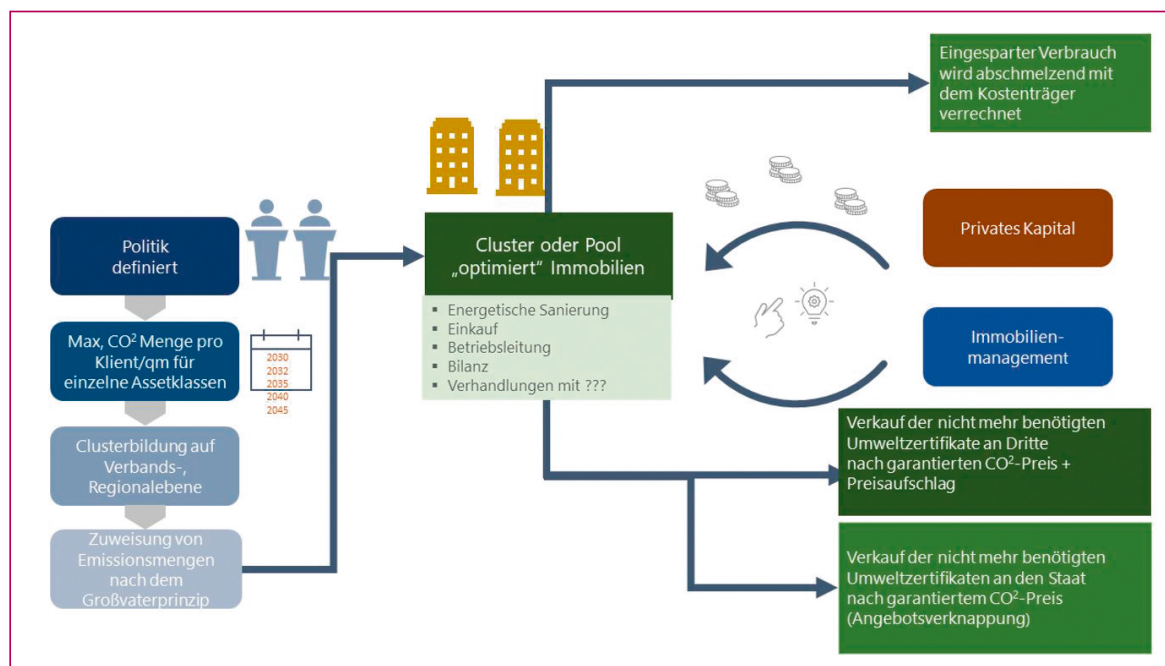 Politik
definiert
Max, CO² Menge pro
Klient/qm für
einzelne Assetklassen
2030
2032
2035
2040
2045
Clusterbildung auf
Verbands-,
Regionalebene
Zuweisung von
Emissionsmengen
nach dem
Großvaterprinzip
Cluster oder Pool
„optimiert“ Immobilien
▪ Energetische Sanierung
▪ Einkauf
▪ Betriebsleitung
▪ Bilanz
▪ Verhandlungen mit ???
Eingesparter Verbrauch
wird abschmelzend mit
dem Kostenträger
verrechnet
Privates Kapital
Immobilien-
management
Verkauf der nicht mehr benötigten
Umweltzertifikate an Dritte
nach garantierten CO²-Preis +
Preisaufschlag
Verkauf der nicht mehr benötigten
Umweltzertifikaten an den Staat
nach garantiertem CO²-Preis
(Angebotsverknappung)